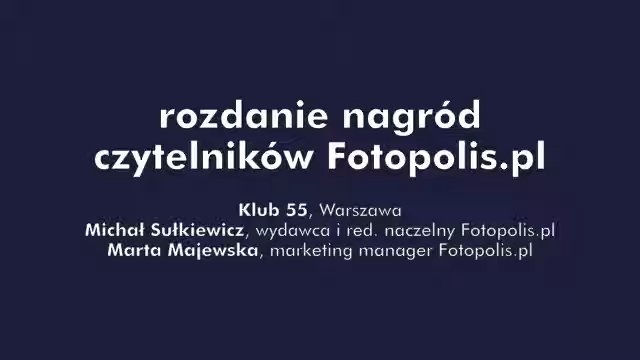 rozdanie nagród
czytelników Fotopolis.pl
Klub 55, Warszawa
Michał Sułkiewicz, wydawca i red. naczelny Fotopolis.pl
Marta Majewska, marketing manager Fotopolis.pl